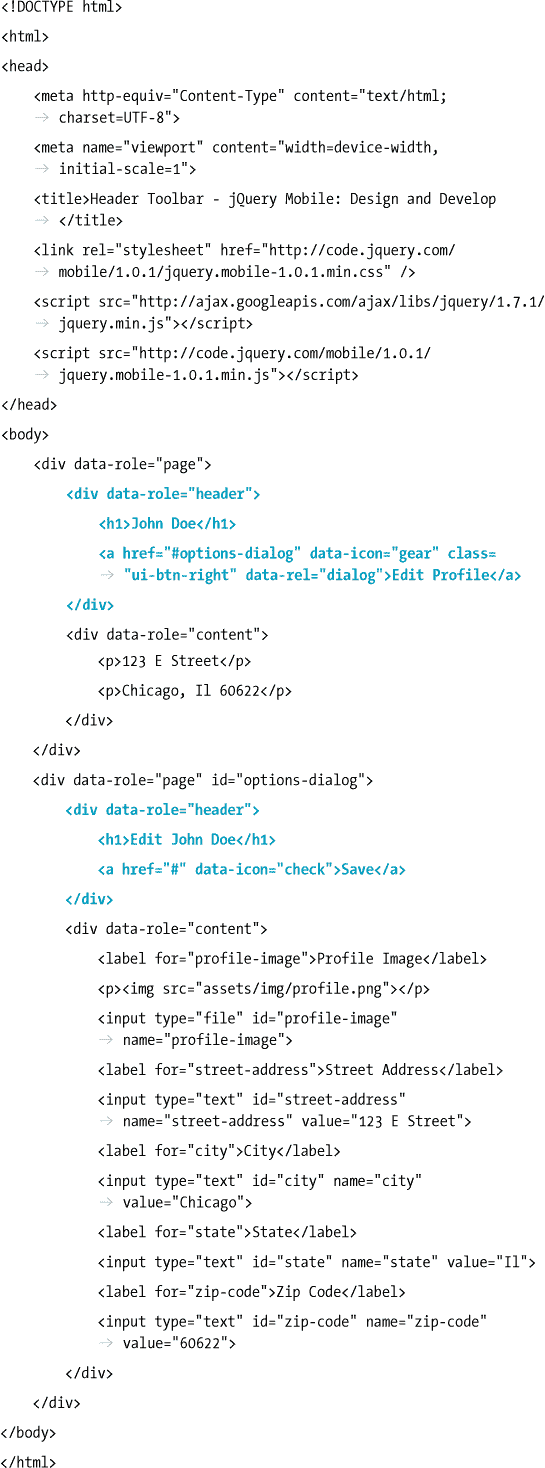 <!DOCTYPE html>
<html>
<head>
<meta http-equiv="Content-Type" content="text/html;
→ charset=UTF-8">
<meta name="viewport" content="width=device-width,
→ initial-scale=1">
<title>Header Toolbar - jQuery Mobile: Design and Develop
→ </title>
<link rel="stylesheet" href="http://code.jquery.com/
→ mobile/1.0.1/jquery.mobile-1.0.1.min.css" />
<script src="http://ajax.googleapis.com/ajax/libs/jquery/1.7.1/
→ jquery.min.js"></script>
<script src="http://code.jquery.com/mobile/1.0.1/
→ jquery.mobile-1.0.1.min.js"></script>
</head>
<body>
<div data-role="page">
<div data-role="header">
<h1>John Doe</h1>
<a href="#options-dialog" data-icon="gear" class=
→ "ui-btn-right" data-rel="dialog">Edit Profile</a>
</div>
<div data-role="content">
<p>123 E Street</p>
<p>Chicago, Il 60622</p>
</div>
</div>
<div data-role="page" id="options-dialog">
<div data-role="header">
<h1>Edit John Doe</h1>
<a href="#" data-icon="check">Save</a>
</div>
<div data-role="content">
<label for="profile-image">Profile Image</label>
<p><img src="assets/img/profile.png"></p>
<input type="file" id="profile-image"
→ name="profile-image">
<label for="street-address">Street Address</label>
<input type="text" id="street-address"
→ name="street-address" value="123 E Street">
<label for="city">City</label>
<input type="text" id="city" name="city"
→ value="Chicago">
<label for="state">State</label>
<input type="text" id="state" name="state" value="Il">
<label for="zip-code">Zip Code</label>
<input type="text" id="zip-code" name="zip-code"
→ value="60622">
</div>
</div>
</body>
</html>